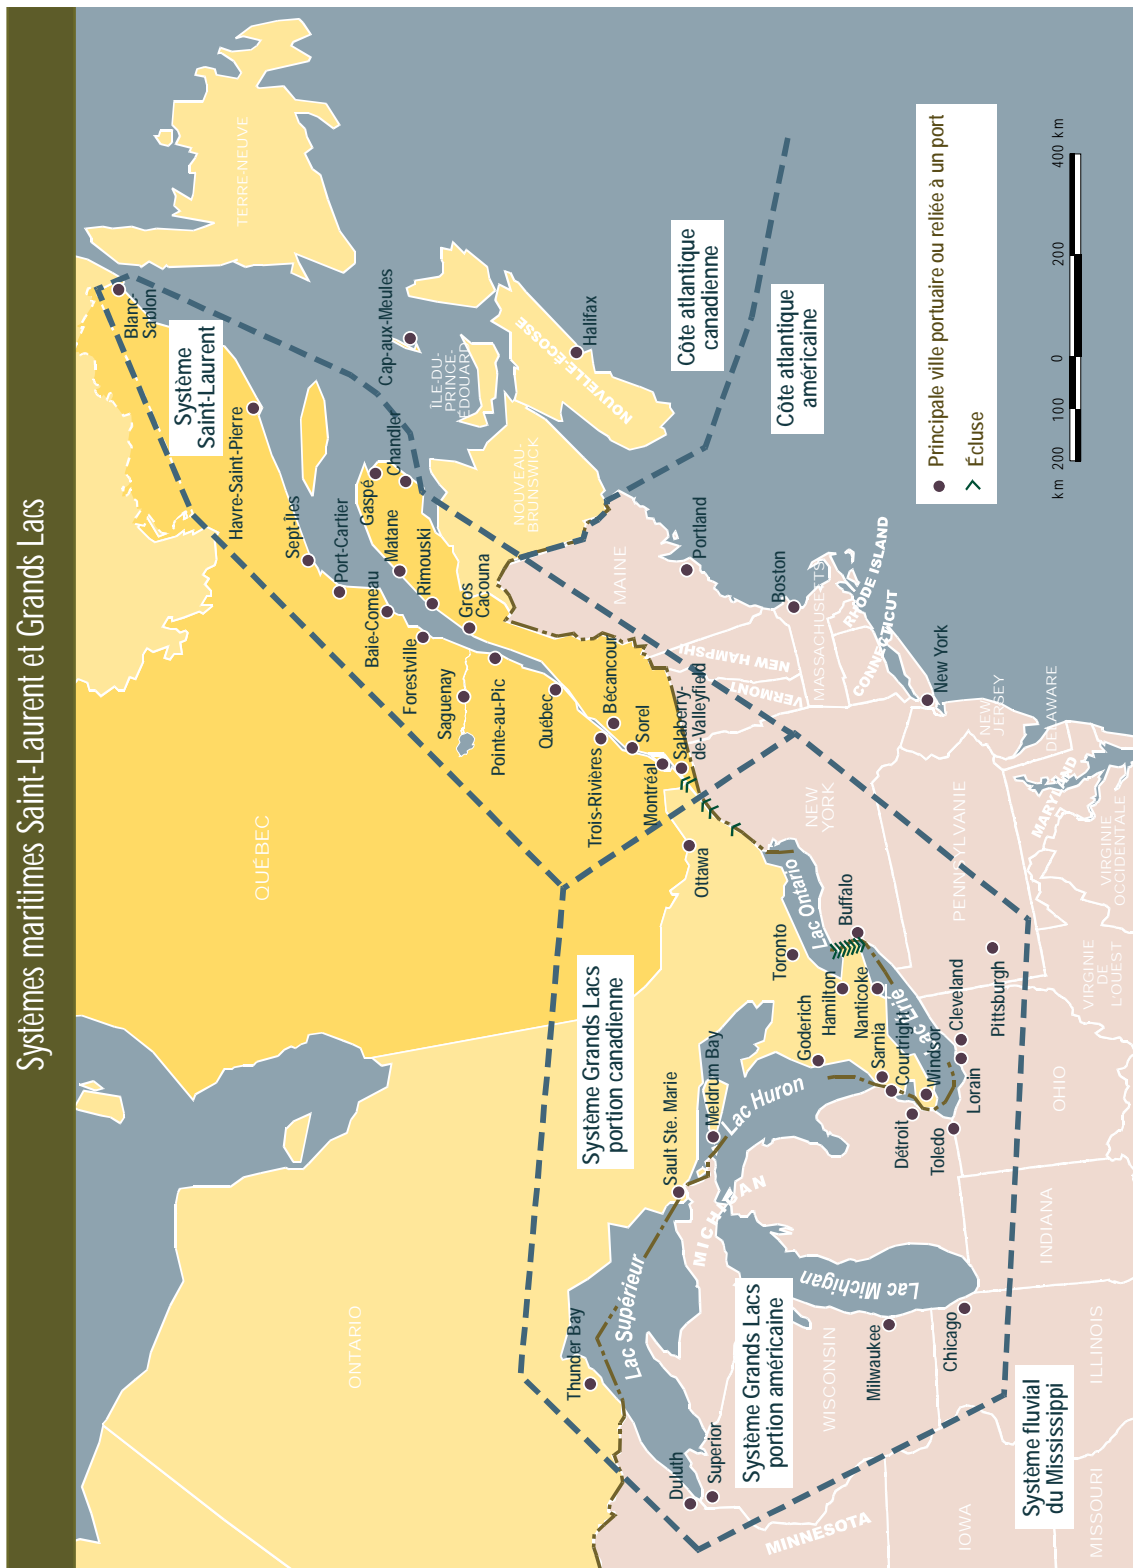 Systèmes maritimes Saint-Laurent et Grands Lacs
TERRE-NEUVE
Blanc-
Sablon
Système
Saint-Laurent
Havre-Saint-Pierre
Sept-Îles
Port-Cartier
Baie-Comeau
Forestville
Saguenay
Pointe-au-Pic
Québec
Trois-Rivières
Montréal
Gaspé
Chandler
Matane
Rimouski
Gros
Cacouna
Bécancour
Sorel
Salaberry-
de-Valleyfield
Cap-aux-Meules
ÎLE-DU-
PRINCE-
ÉDOUARD
NOUVELLE-ÉCOSSE
Halifax
NOUVEAU-
BRUNSWICK
Côte atlantique
canadienne
Côte atlantique
américaine
MAINE
Portland
Boston
NEW HAMPSHI
VERMONT
MASSACHUSETTS
RHODE ISLAND
CONNECTICUT
New York
NEW
JERSEY
DELAWARE
MARYLAND
VIRGINIE
OCCIDENTALE
VIRGINIE
DE
L'OUEST
PENNSYLVANIE
NEW
YORK
QUÉBEC
ONTARIO
Ottawa
Système Grands Lacs
portion canadienne
Toronto
Lac Ontario
Buffalo
Hamilton
Nanticoke
Goderich
Sarnia
Courtright
Windsor
Lac Érié
Cleveland
Lorain
Pittsburgh
Détroit
Toledo
OHIO
Sault Ste. Marie
Meldrum Bay
Lac Huron
MICHIGAN
Lac Michigan
INDIANA
Thunder Bay
Lac Supérieur
Duluth
Superior
Système Grands Lacs
portion américaine
WISCONSIN
Milwaukee
Chicago
ILLINOIS
MINNESOTA
IOWA
MISSOURI
Système fluvial
du Mississippi
Principale ville portuaire ou reliée à un port
Écluse
km 200 100 0 200 400 km